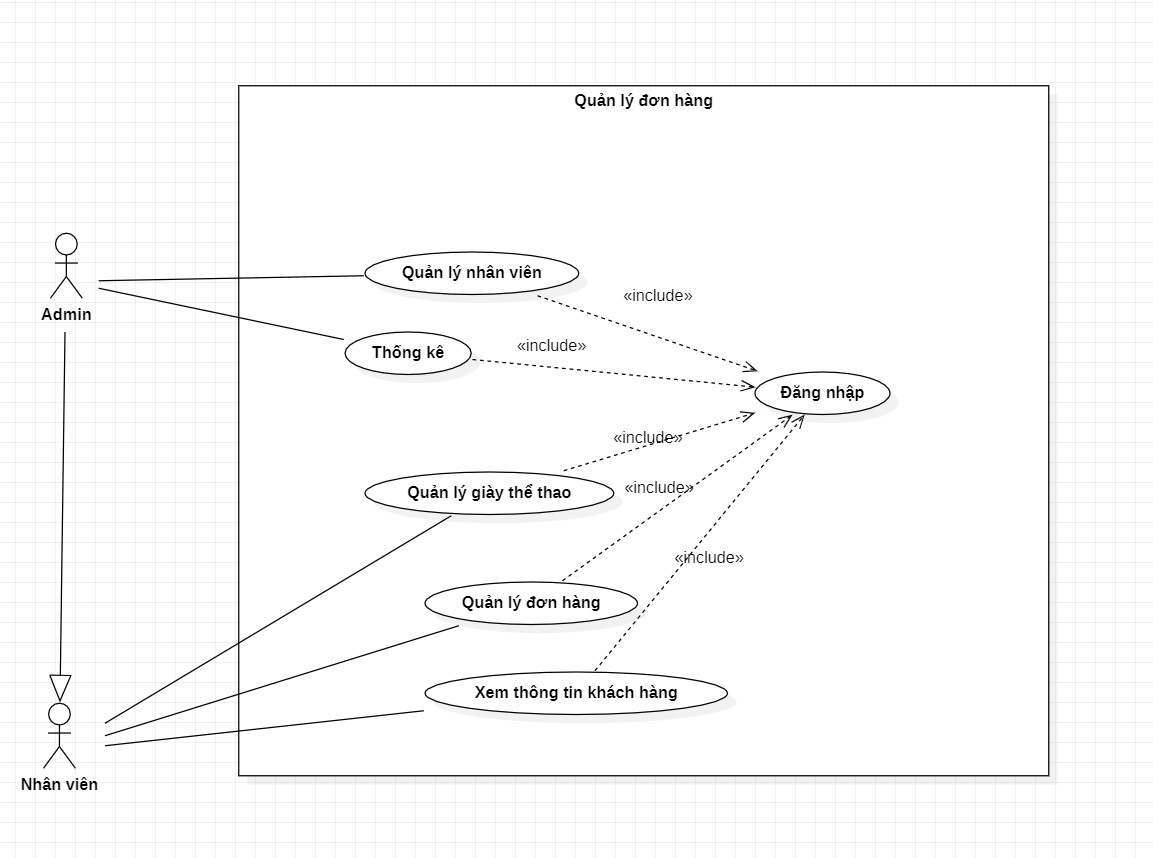 Quản lý đơn hàng
Admin
Quản lý nhân viên
«include»
Thống kê
«include»
Đăng nhập
«include»
Quản lý giày thể thao
«include»
«include»
Quản lý đơn hàng
Xem thông tin khách hàng
Nhân viên